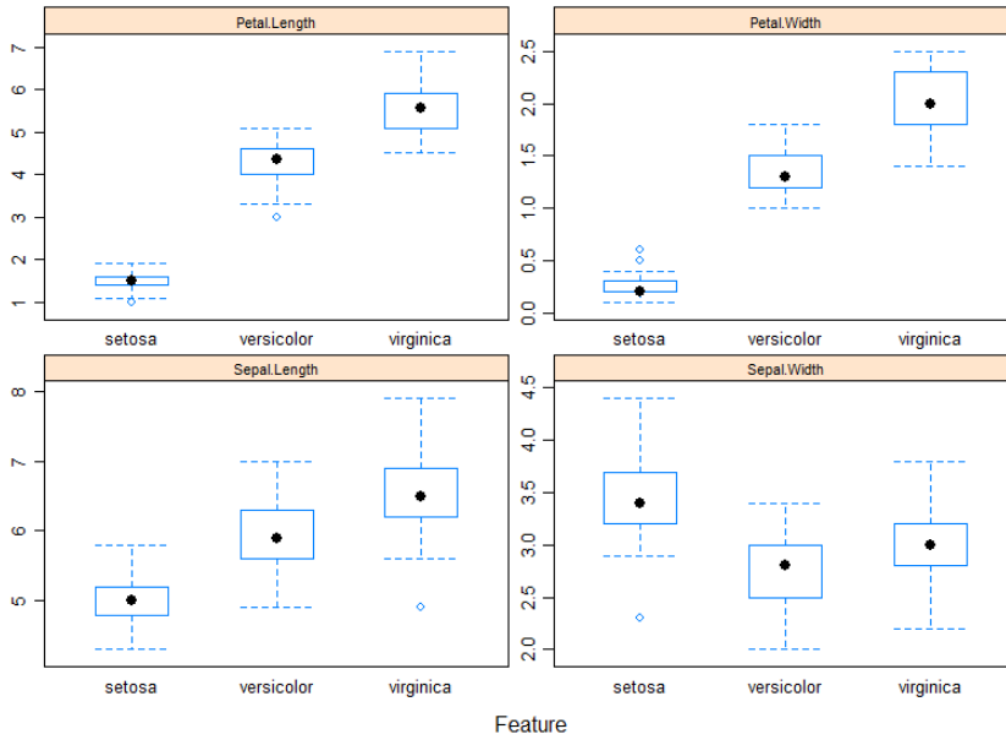 Petal.Length
Petal.Width
7
6
5
4
3
2
1
2.5
2.0
1.5
1.0
0.5
0.0
setosa versicolor virginica
setosa versicolor virginica
Sepal.Length
Sepal.Width
8
7
6
5
4.5
4.0
3.5
3.0
2.5
2.0
setosa versicolor virginica
setosa versicolor virginica
Feature